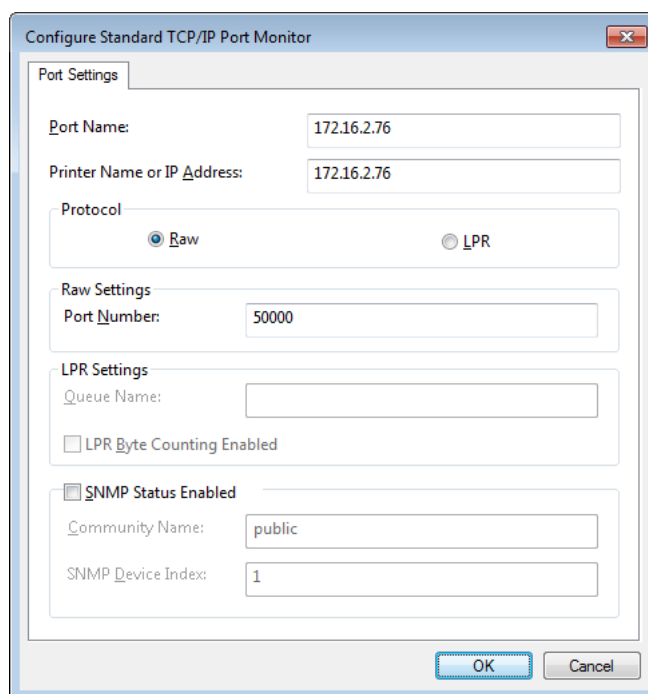 Configure Standard TCP/IP Port Monitor
Port Settings
Port Name: 172.16.2.76
Printer Name or IP Address: 172.16.2.76
Protocol
Raw LPR
Raw Settings
Port Number: 50000
LPR Settings
Queue Name:
LPR Byte Counting Enabled
SNMP Status Enabled
Community Name: public
SNMP Device Index: 1
OK Cancel